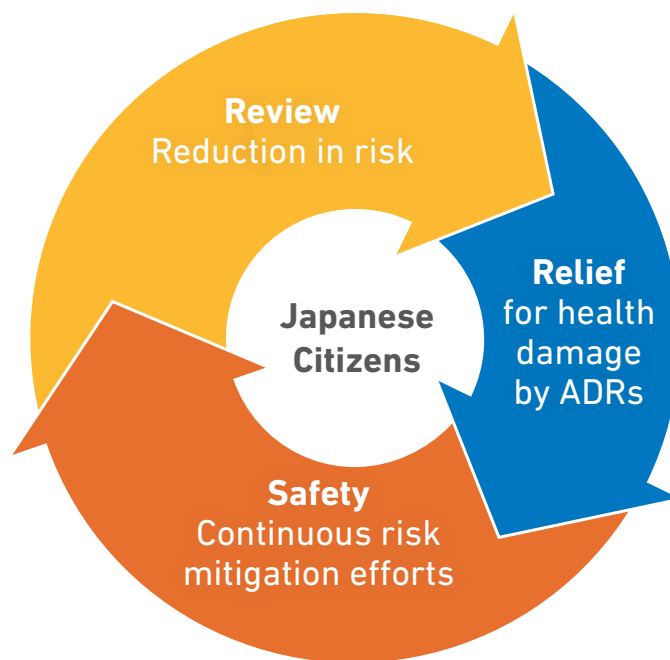 Review
Reduction in risk
Relief
for health
damage
by ADRs
Japanese
Citizens
Safety
Continuous risk
mitigation efforts